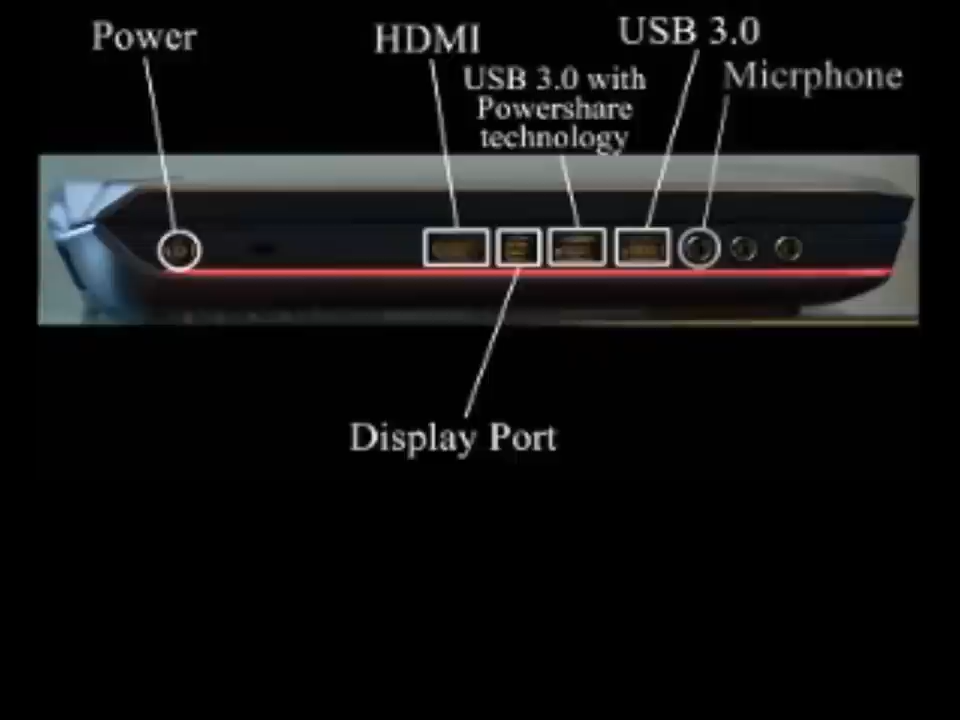 Power
HDMI
USB 3.0
USB 3.0 with
Powershare
technology
Micrphone
Display Port